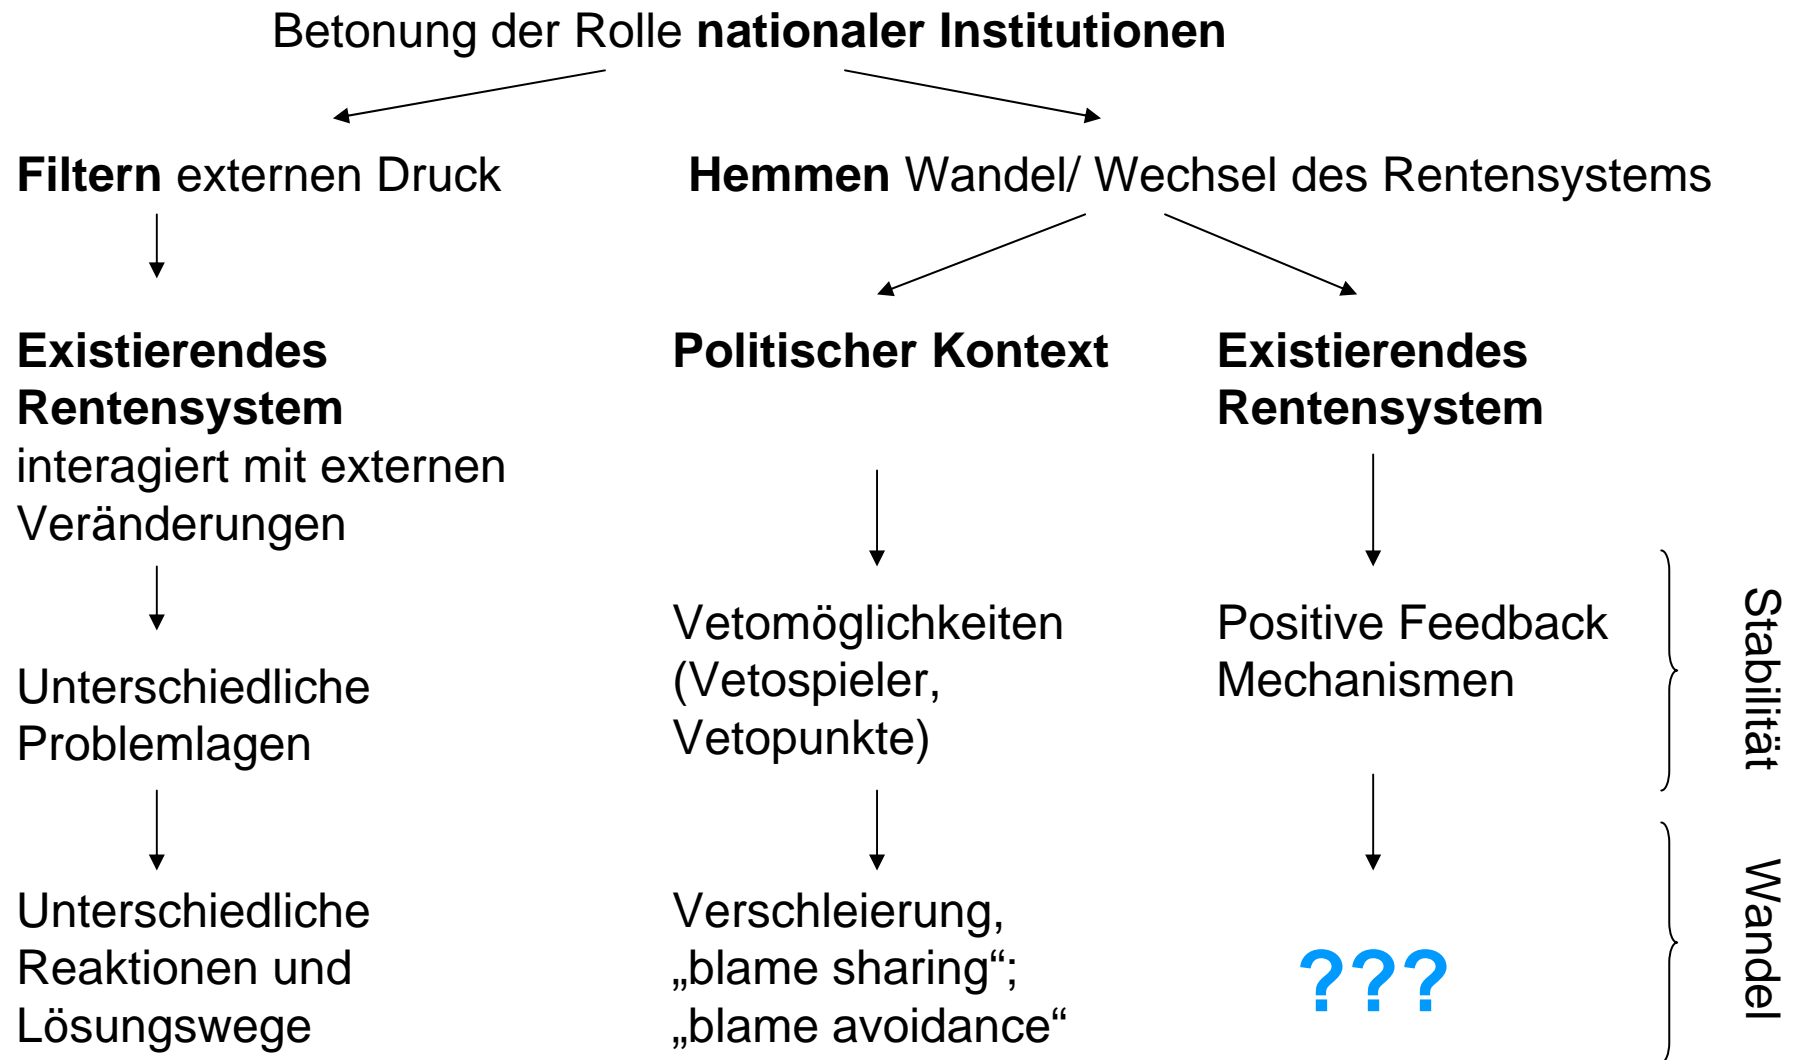 Betonung der Rolle nationaler Institutionen
Filtern externen Druck
Hemmen Wandel/ Wechsel des Rentensystems
Existierendes
Rentensystem
interagiert mit externen
Veränderungen
Politischer Kontext
Existierendes
Rentensystem
Unterschiedliche
Problemlagen
Vetomöglichkeiten
(Vetospieler,
Vetopunkte)
Positive Feedback
Mechanismen
Stabilität
Unterschiedliche
Reaktionen und
Lösungswege
Verschleierung,
„blame sharing“;
„blame avoidance“
???
Wandel